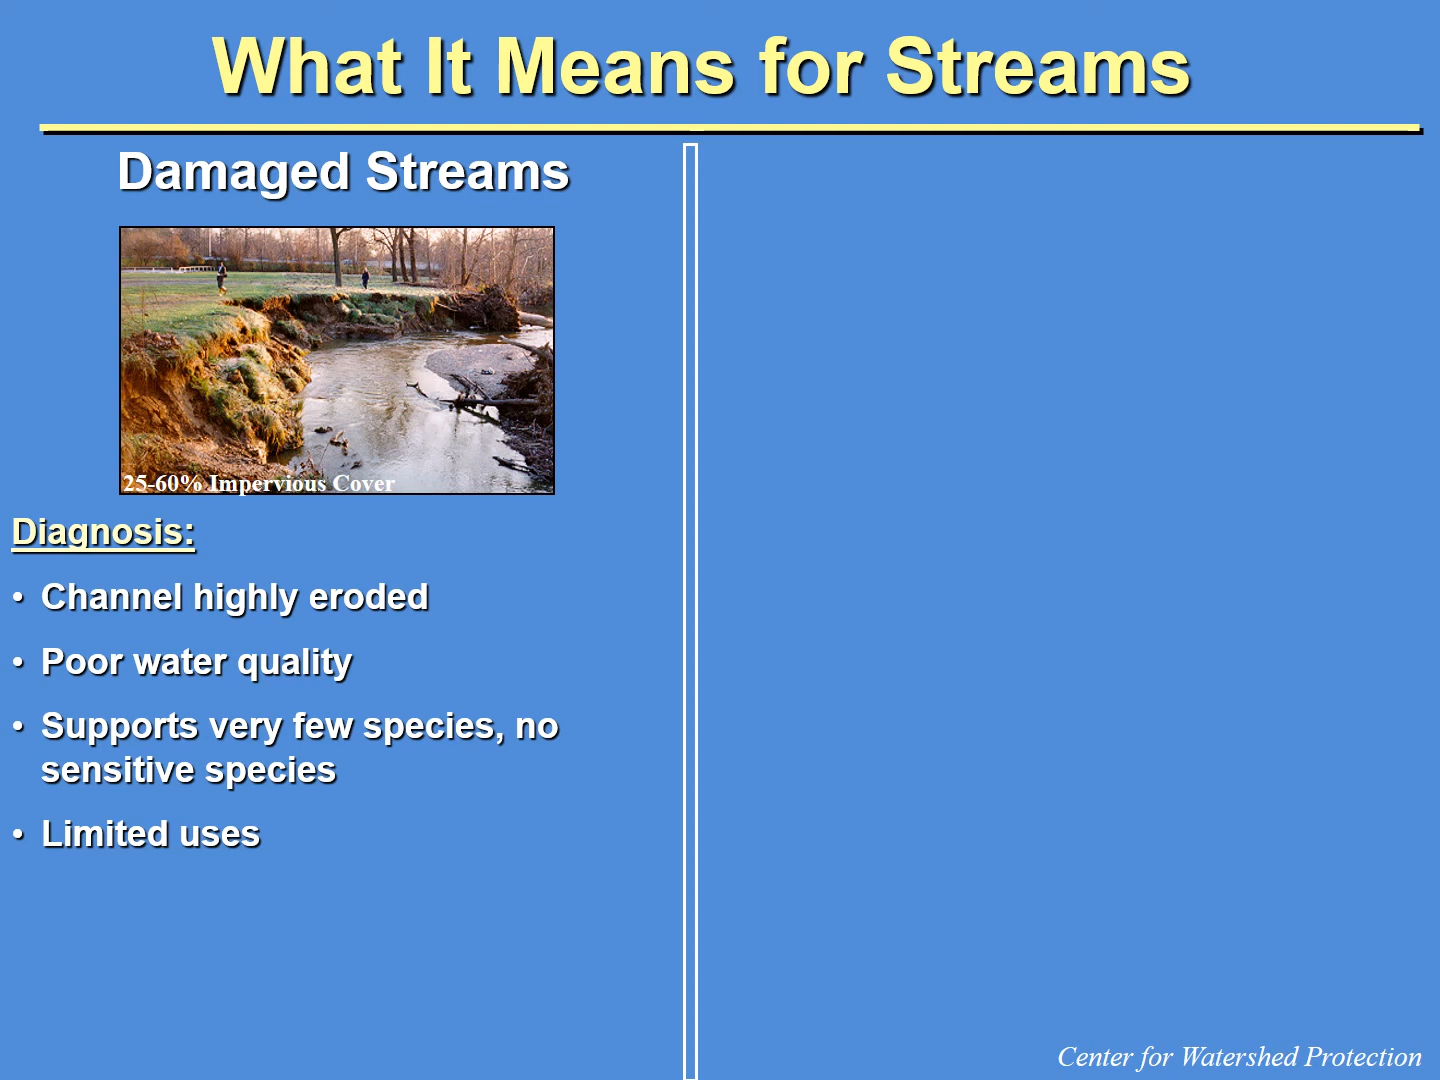 What It Means for Streams
Damaged Streams
25-60% Impervious Cover
Diagnosis:
• Channel highly eroded
• Poor water quality
• Supports very few species, no
sensitive species
• Limited uses
Center for Watershed Protection